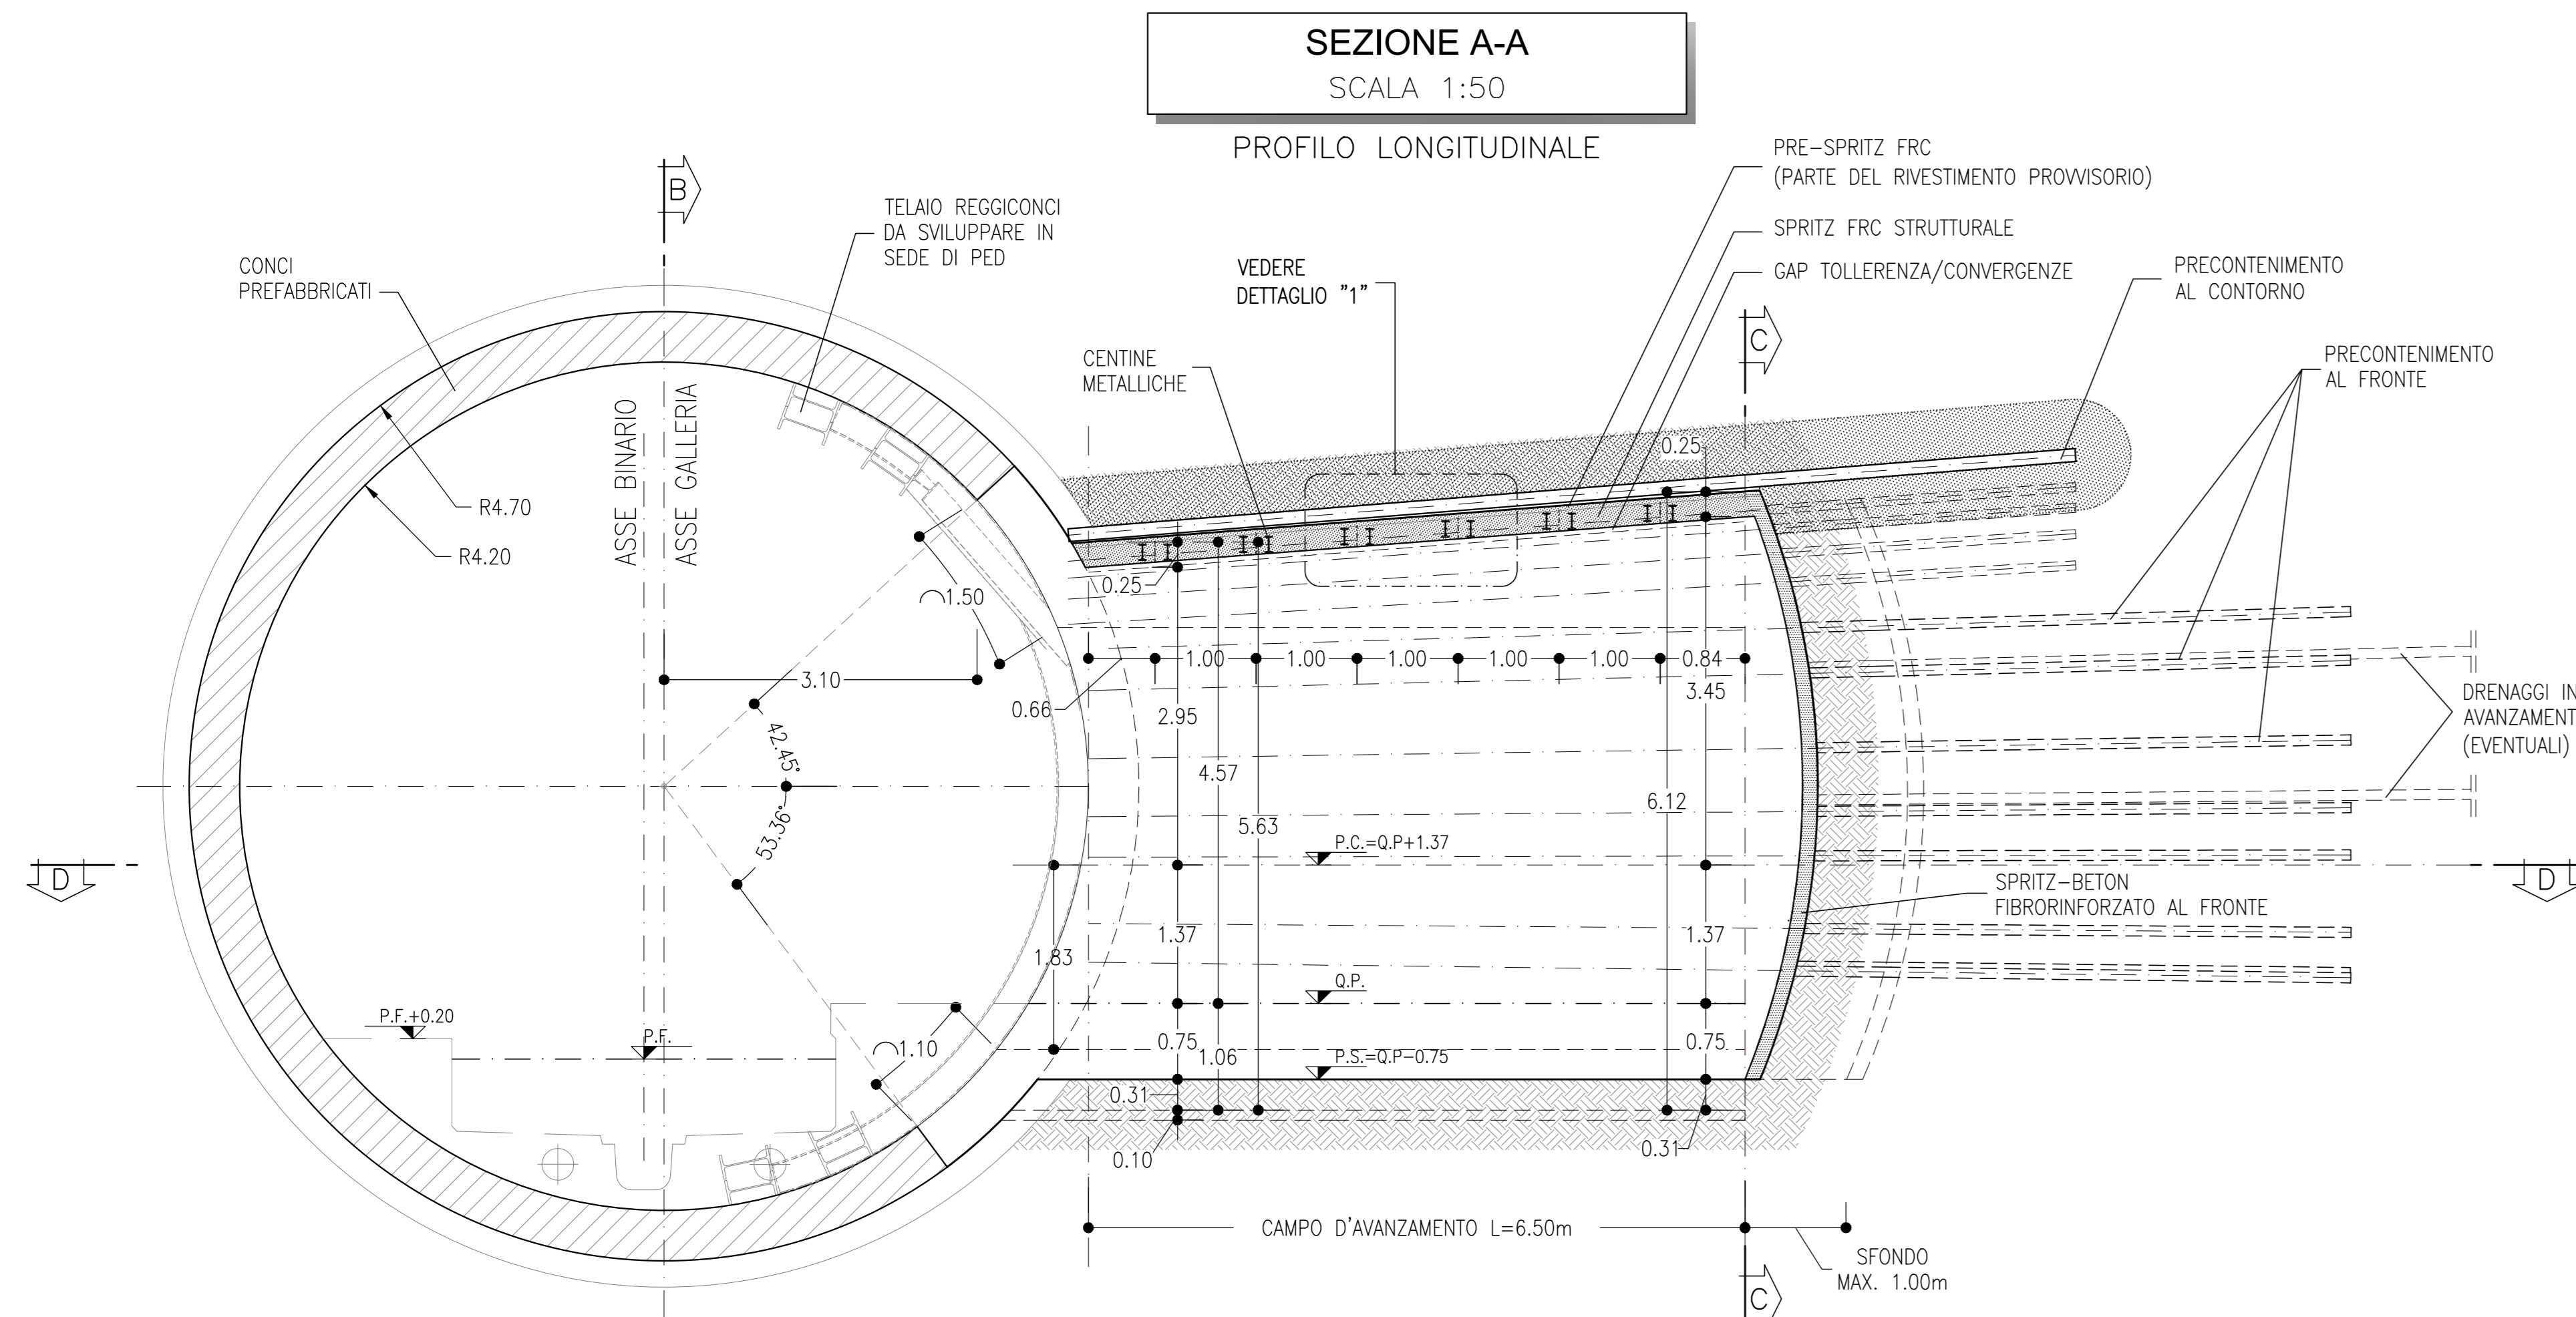 SEZIONE A-A
SCALA 1:50
PROFILO LONGITUDINALE
B
TELAIO REGGICONCI
DA SVILUPPARE IN
SEDE DI PED
CONCI
PREFABBRICATI
PRE-SPRITZ FRC
(PARTE DEL RIVESTIMENTO PROVVISORIO)
SPRITZ FRC STRUTTURALE
GAP TOLLERENZA/CONVERGENZE
VEDERE
DETTAGLIO "1"
PRECONTENIMENTO
AL CONTORNO
C
CENTINE
METALLICHE
PRECONTENIMENTO
AL FRONTE
ASSE BINARIO
ASSE GALLERIA
R4.70
R4.20
0.25
0.25
1.50
1.00
1.00
1.00
1.00
1.00
0.84
3.10
0.66
2.95
3.45
DRENAGGI IN
AVANZAMENT
(EVENTUALI)
42.45°
4.57
6.12
53.36°
5.63
P.C.=Q.P+1.37
D
D
SPRITZ-BETON
FIBRORINFORZATO AL FRONTE
1.83
1.37
1.37
Q.P.
P.F.+0.20
P.F.
1.10
0.75
1.06
P.S.=Q.P-0.75
0.75
0.31
0.10
0.31
CAMPO D'AVANZAMENTO L=6.50m
SFONDO
MAX. 1.00m
C